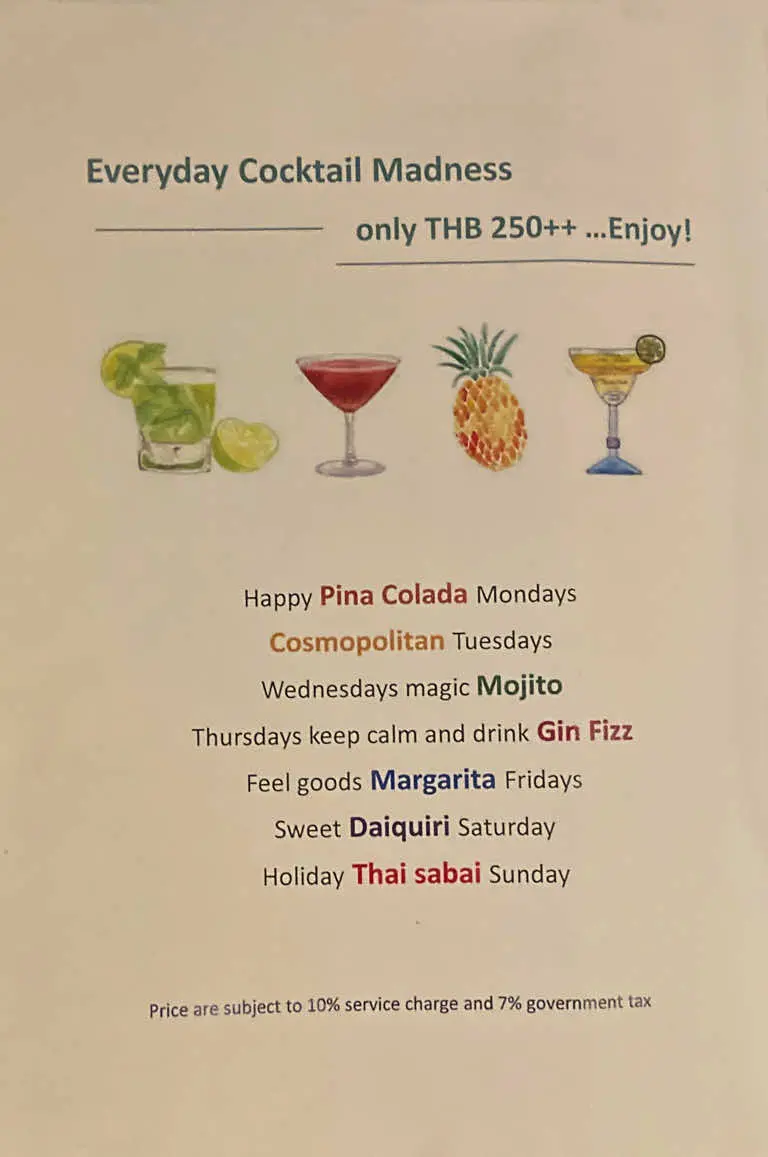 Everyday Cocktail Madness
only THB 250++ ...Enjoy!
Happy Pina Colada Mondays
Cosmopolitan Tuesdays
Wednesdays magic Mojito
Thursdays keep calm and drink Gin Fizz
Feel goods Margarita Fridays
Sweet Daiquiri Saturday
Holiday Thai sabai Sunday
Price are subject to 10% service charge and 7% government tax